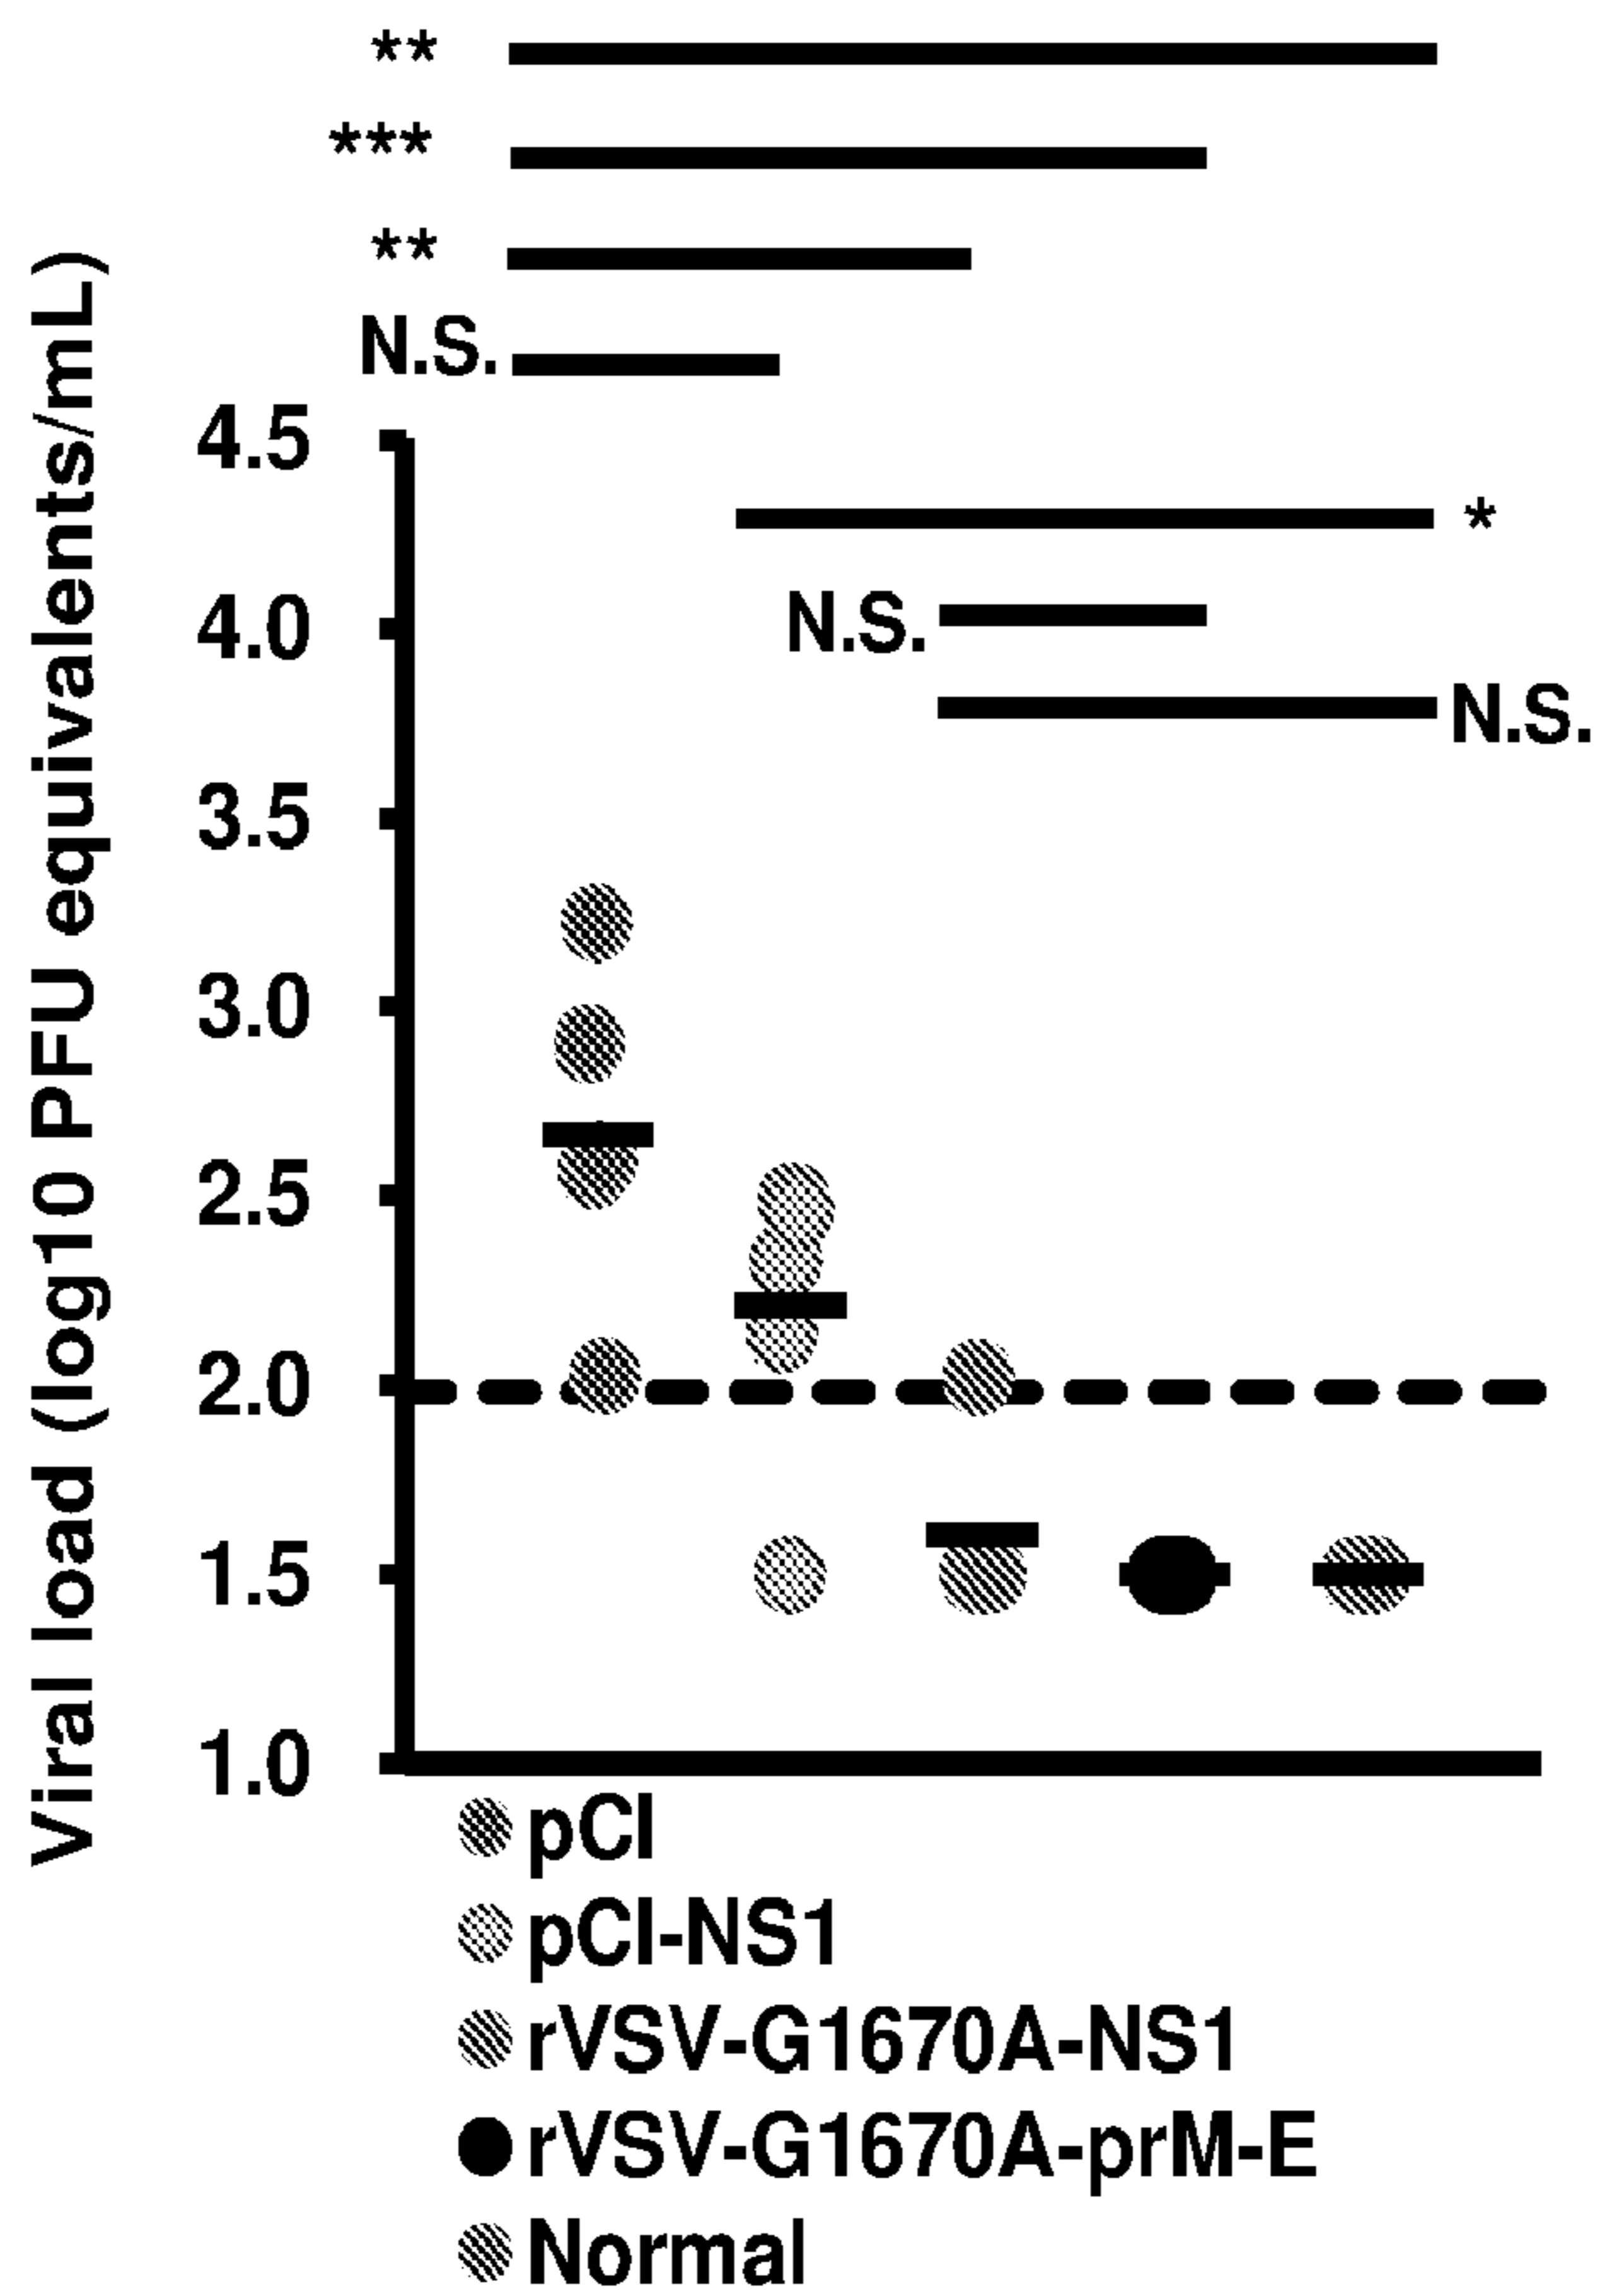 **
***
**
N.S.
Viral load (log10 PFU equivalents/mL)
4.5
*
4.0
N.S.
N.S.
3.5
3.0
2.5
2.0
1.5
1.0
pCI
pCI-NS1
rVSV-G1670A-NS1
rVSV-G1670A-prM-E
Normal